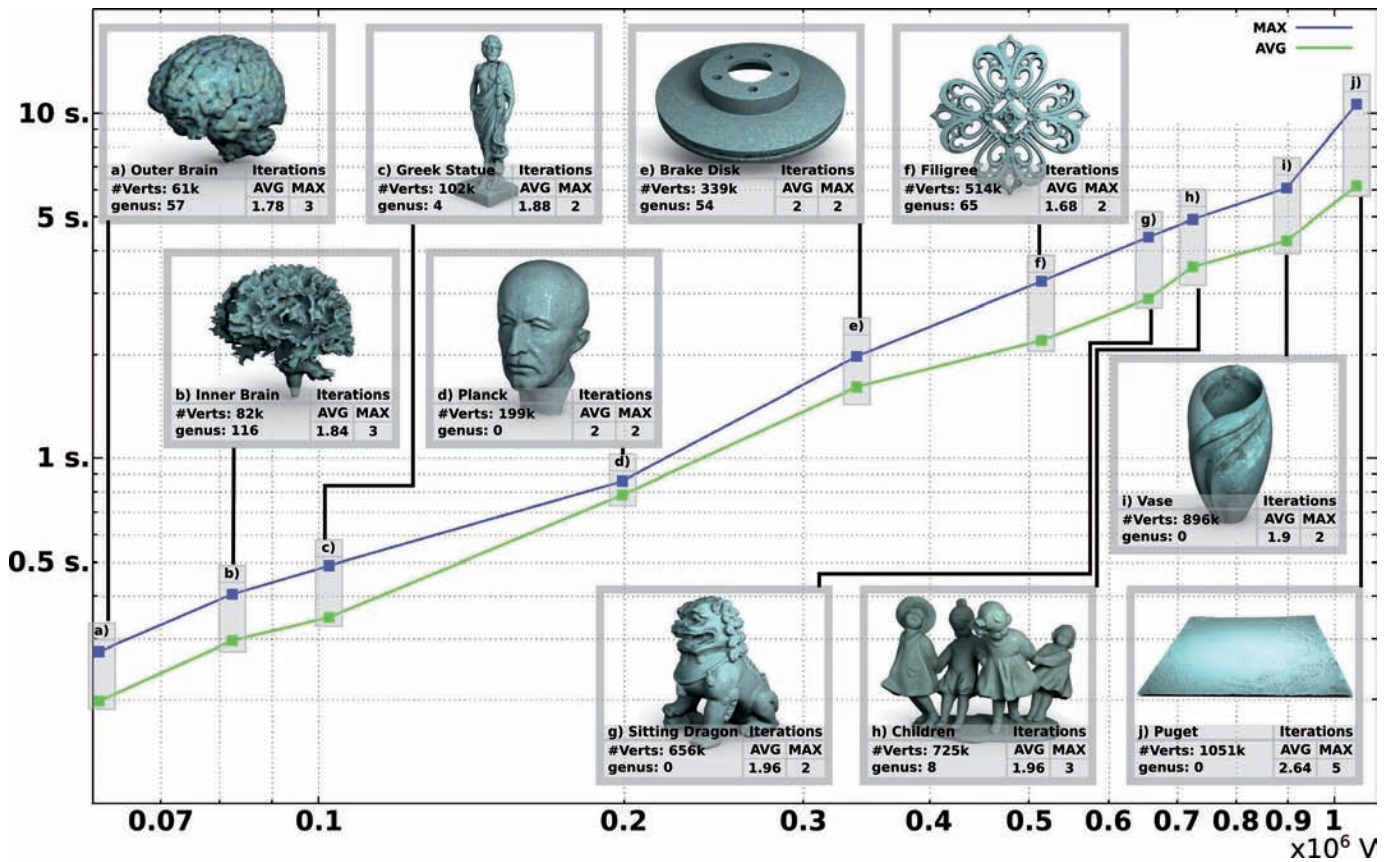 MAX
AVG
10 s.
5 s.
1 s.
0.5 s.
a) Outer Brain Iterations
#Verts: 61k AVG MAX
genus: 57 1.78 3
c) Greek Statue Iterations
#Verts: 102k AVG MAX
genus: 4 1.88 2
e) Brake Disk Iterations
#Verts: 339k AVG MAX
genus: 54 2 2
f) Filigree Iterations
#Verts: 514k AVG MAX
genus: 65 1.68 2
b) Inner Brain Iterations
#Verts: 82k AVG MAX
genus: 116 1.84 3
d) Planck Iterations
#Verts: 199k AVG MAX
genus: 0 2 2
i) Vase Iterations
#Verts: 896k AVG MAX
genus: 0 1.9 2
g) Sitting Dragon Iterations
#Verts: 656k AVG MAX
genus: 0 1.96 2
h) Children Iterations
#Verts: 725k AVG MAX
genus: 8 1.96 3
j) Puget Iterations
#Verts: 1051k AVG MAX
genus: 0 2.64 5
a)
b)
c)
d)
e)
f)
g)
h)
i)
j)
0.07 0.1 0.2 0.3 0.4 0.5 0.6 0.7 0.8 0.9 1
x10⁶ V